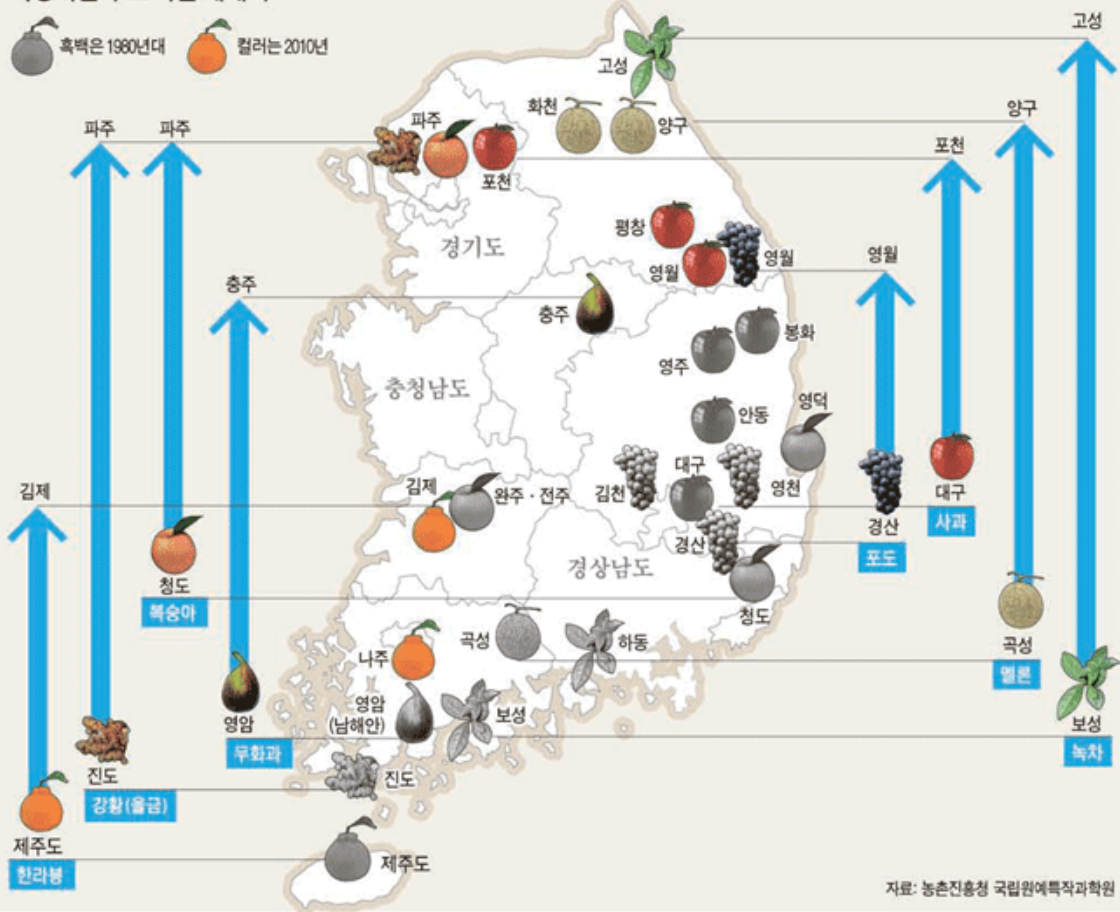 흑백은 1980년대
컬러는 2010년
고성
고성
화천
양구
양구
파주
파주
파주
포천
포천
경기도
평창
영월
영월
영월
충주
충주
봉화
영주
충청남도
안동
영덕
김제
김제
완주·전주
김천
대구
영천
경산
대구
사과
경산
포도
경상남도
청도
복숭아
청도
곡성
하동
곡성
멜론
나주
영암
(남해안)
보성
영암
무화과
보성
녹차
진도
강황(울금)
진도
제주도
한라봉
제주도
자료: 농촌진흥청 국립원예특작과학원